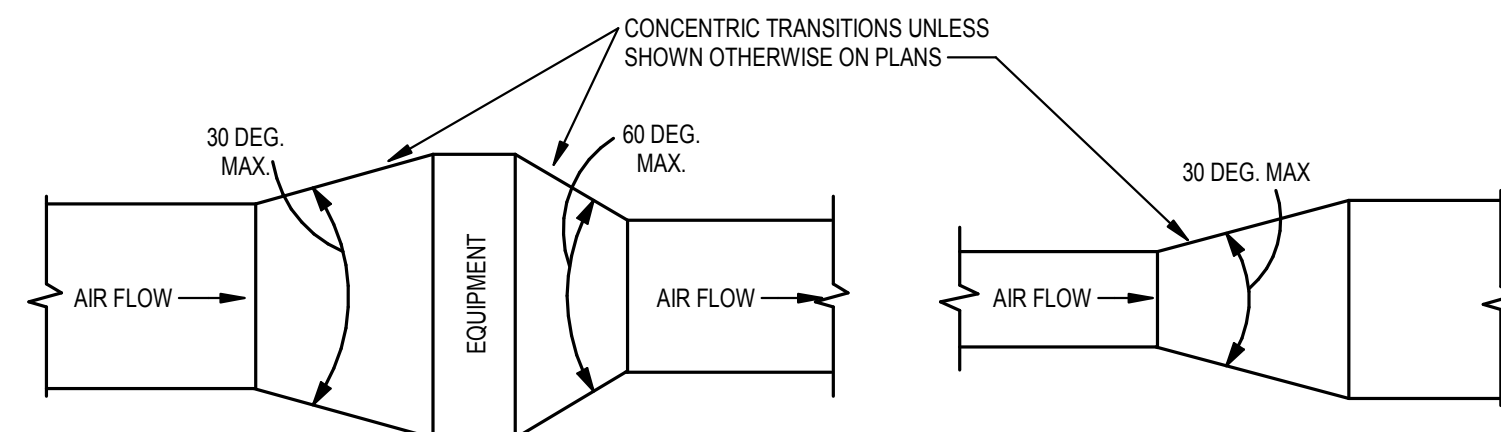 CONCENTRIC TRANSITIONS UNLESS
SHOWN OTHERWISE ON PLANS
30 DEG.
MAX.
60 DEG.
MAX.
30 DEG. MAX
AIR FLOW
EQUIPMENT
AIR FLOW
AIR FLOW